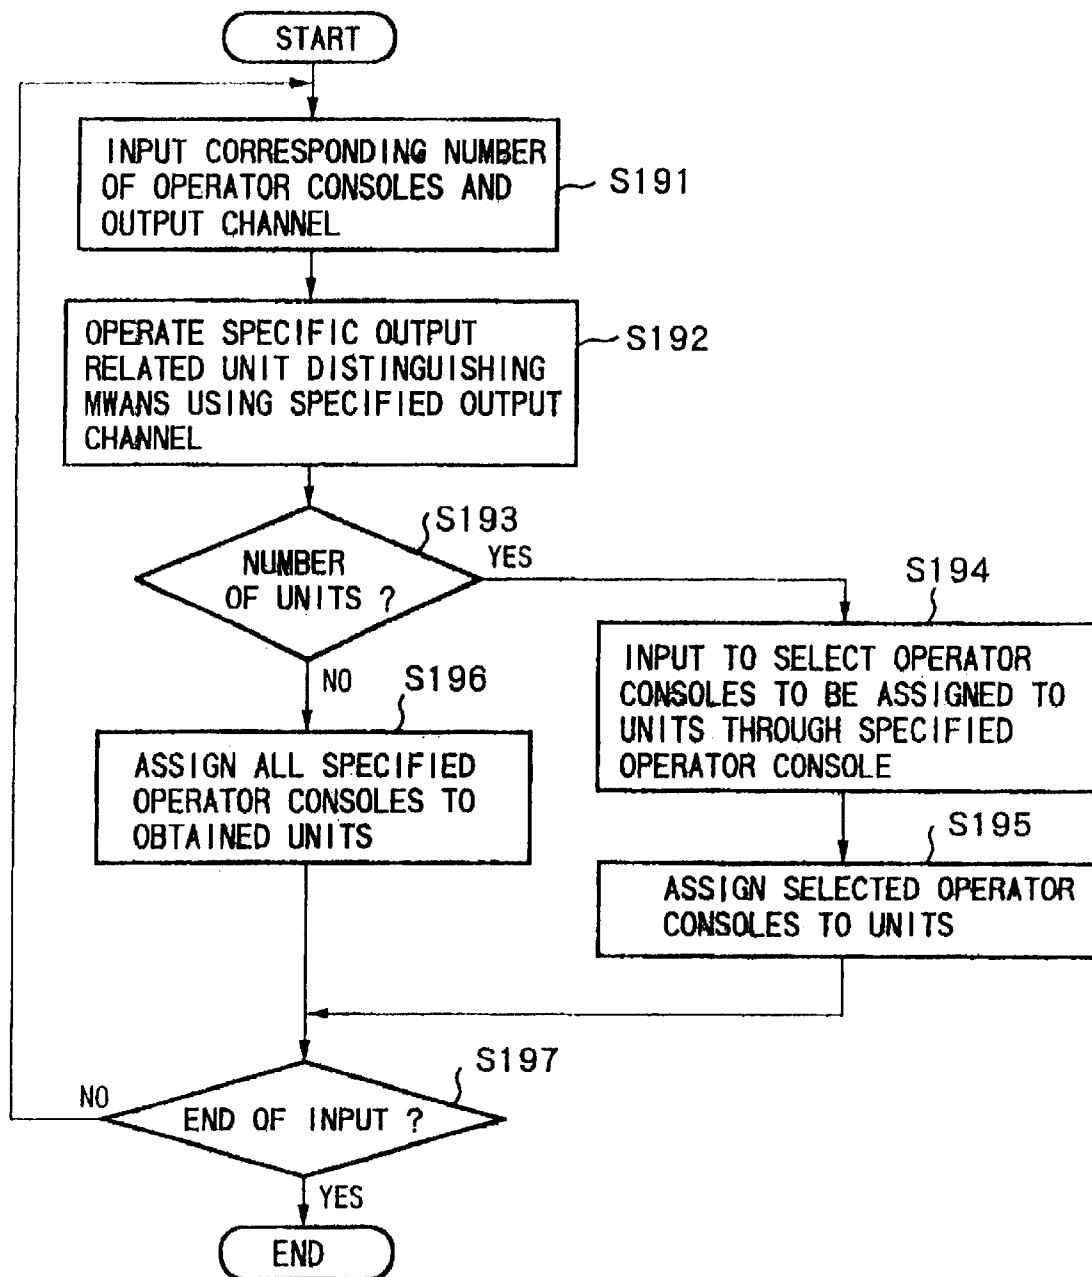 START
INPUT CORRESPONDING NUMBER
OF OPERATOR CONSOLES AND
OUTPUT CHANNEL
S191
OPERATE SPECIFIC OUTPUT
RELATED UNIT DISTINGUISHING
MWANS USING SPECIFIED OUTPUT
CHANNEL
S192
S193
NUMBER
OF UNITS ?
YES
NO
S194
INPUT TO SELECT OPERATOR
CONSOLES TO BE ASSIGNED TO
UNITS THROUGH SPECIFIED
OPERATOR CONSOLE
S196
ASSIGN ALL SPECIFIED
OPERATOR CONSOLES TO
OBTAINED UNITS
S195
ASSIGN SELECTED OPERATOR
CONSOLES TO UNITS
S197
END OF INPUT ?
NO
YES
END